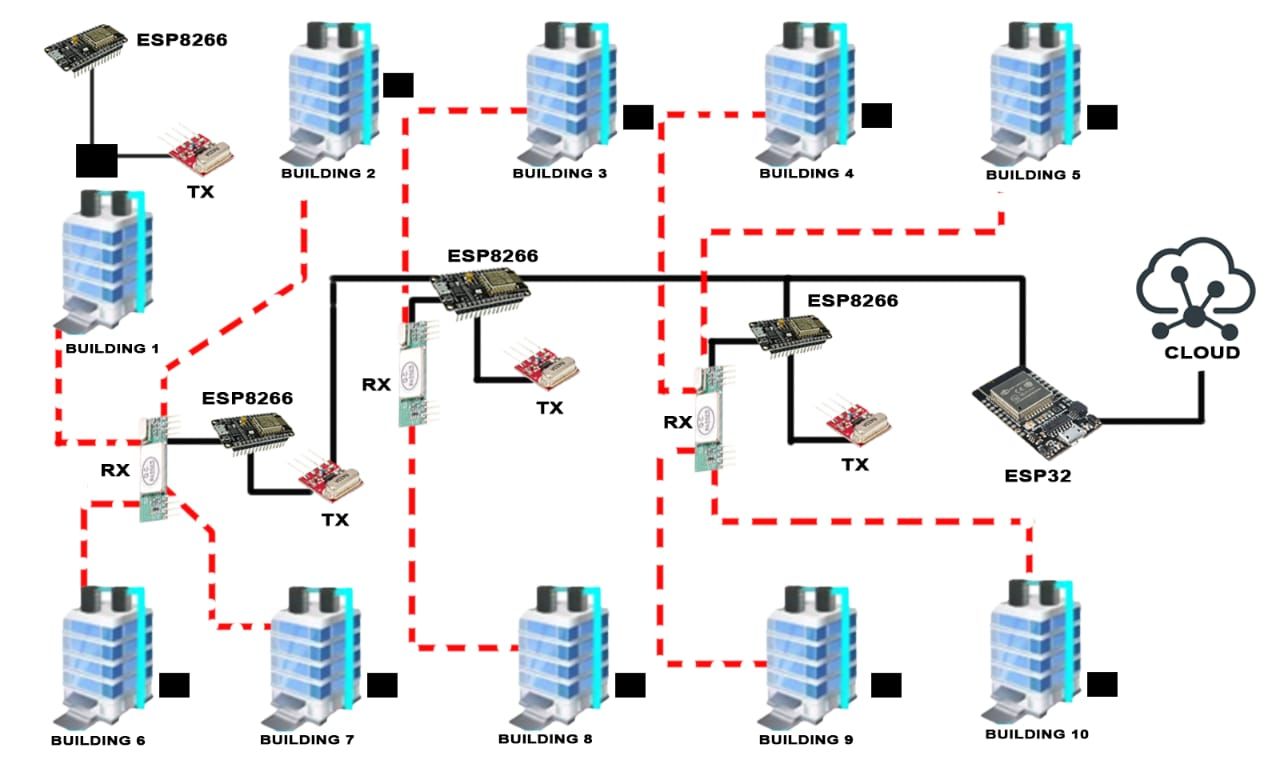 ESP8266
TX
BUILDING 2
BUILDING 3
BUILDING 4
BUILDING 5
BUILDING 1
ESP8266
ESP8266
CLOUD
RX
TX
ESP8266
RX
TX
RX
TX
ESP32
BUILDING 6
BUILDING 7
BUILDING 8
BUILDING 9
BUILDING 10